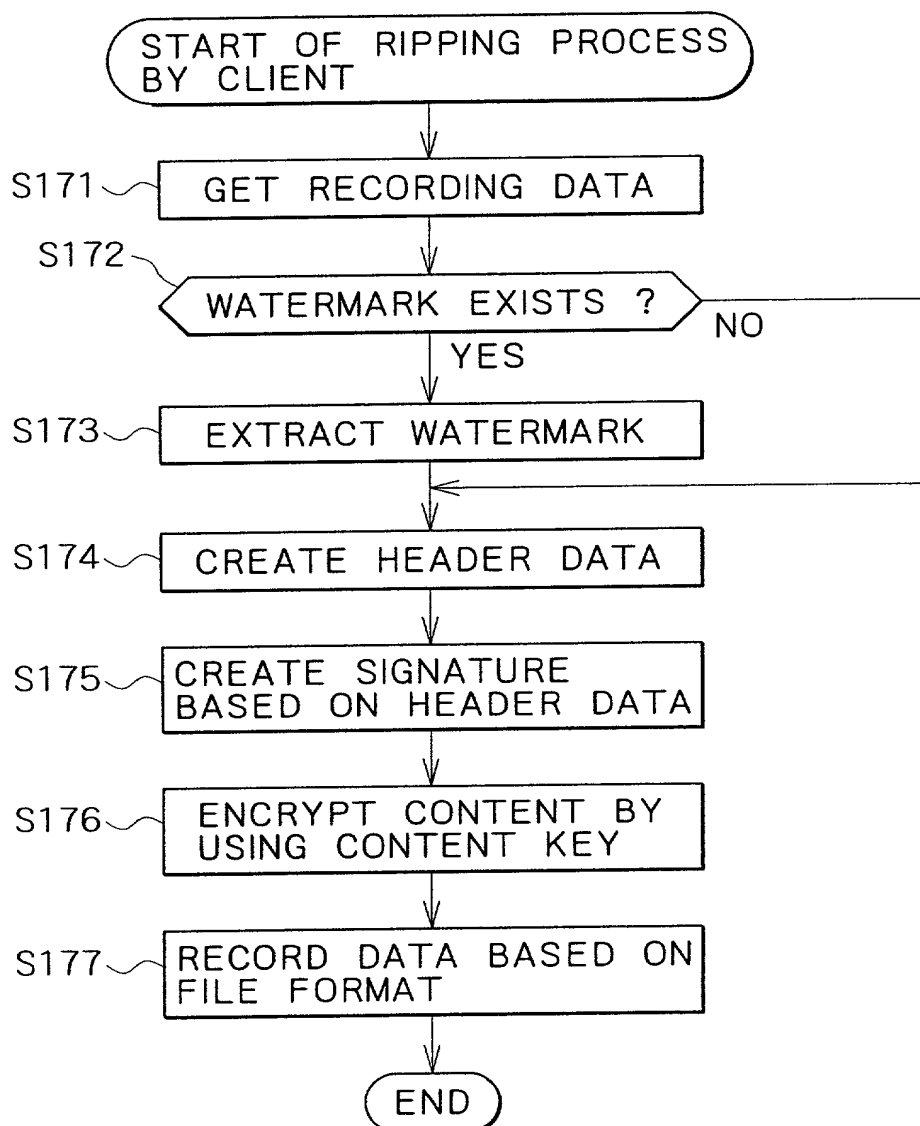 START OF RIPPING PROCESS
BY CLIENT
S171
GET RECORDING DATA
S172
WATERMARK EXISTS ?
NO
YES
S173
EXTRACT WATERMARK
S174
CREATE HEADER DATA
S175
CREATE SIGNATURE
BASED ON HEADER DATA
S176
ENCRYPT CONTENT BY
USING CONTENT KEY
S177
RECORD DATA BASED ON
FILE FORMAT
END